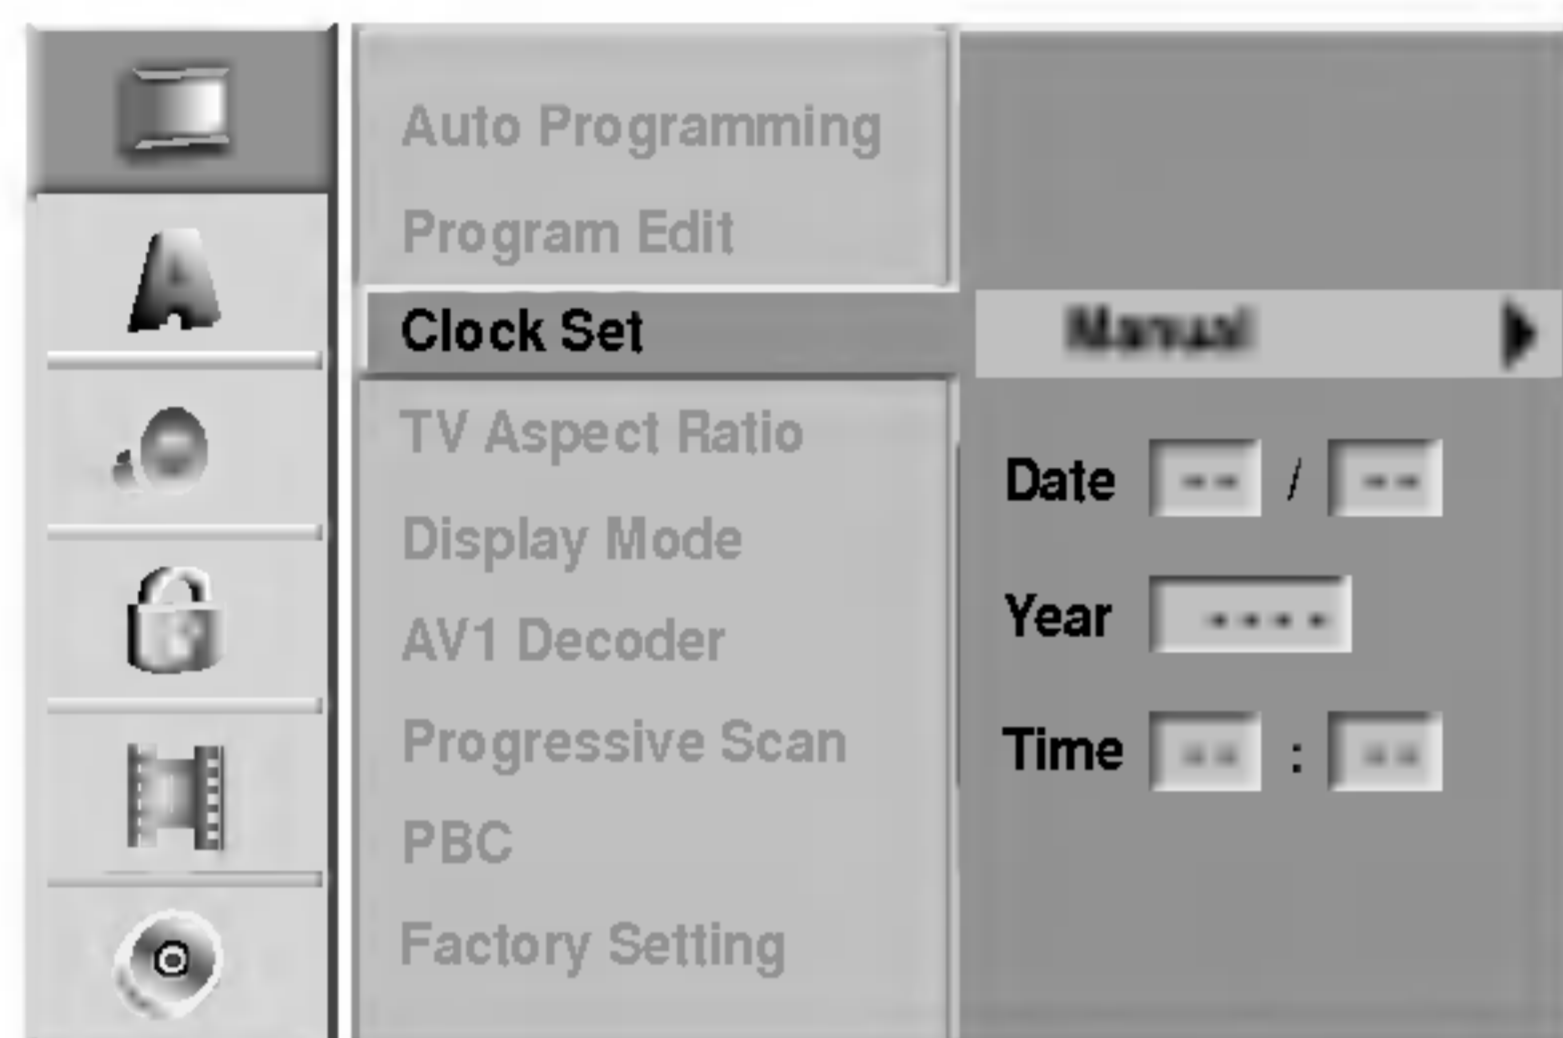 Auto Programming
Program Edit
Clock Set
Manual
TV Aspect Ratio
Date -- / --
Display Mode
Year ----
AV1 Decoder
Progressive Scan
Time -- : --
PBC
Factory Setting